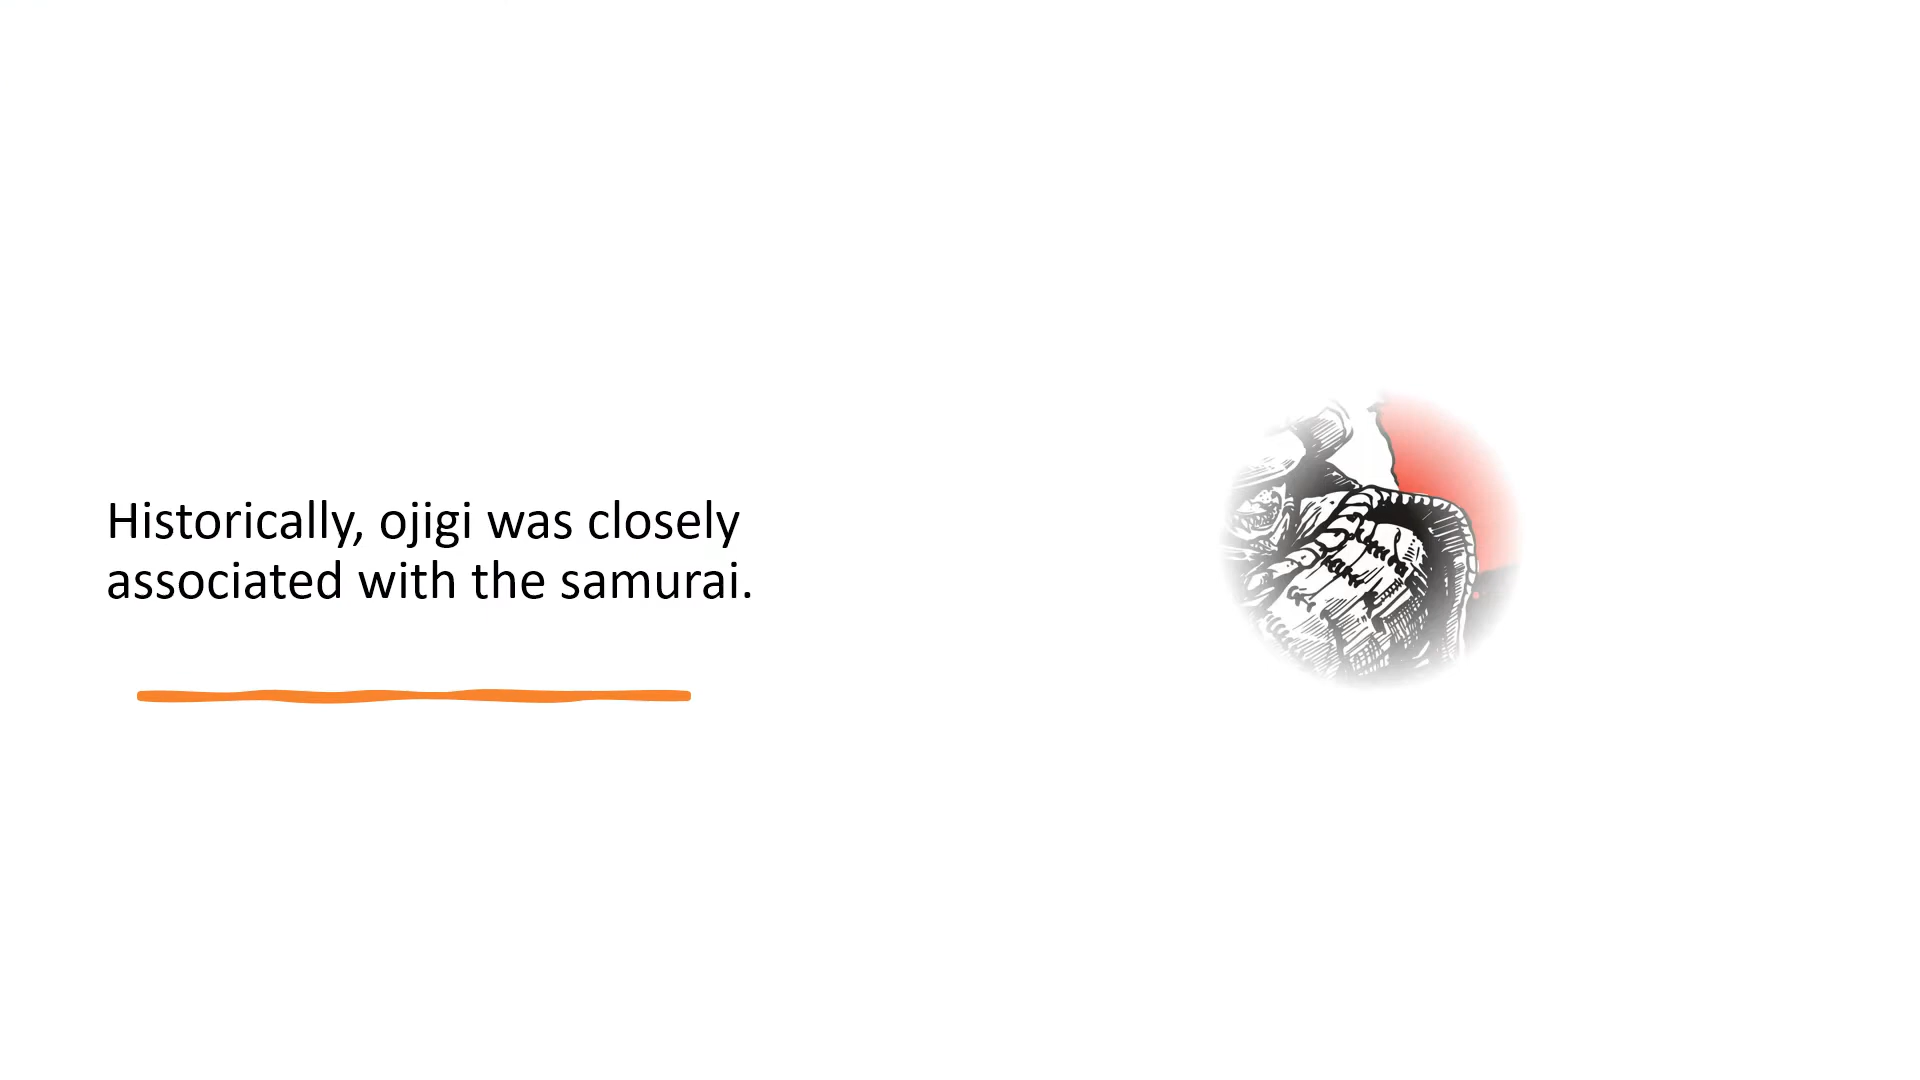 Historically, ojigi was closely
associated with the samurai.